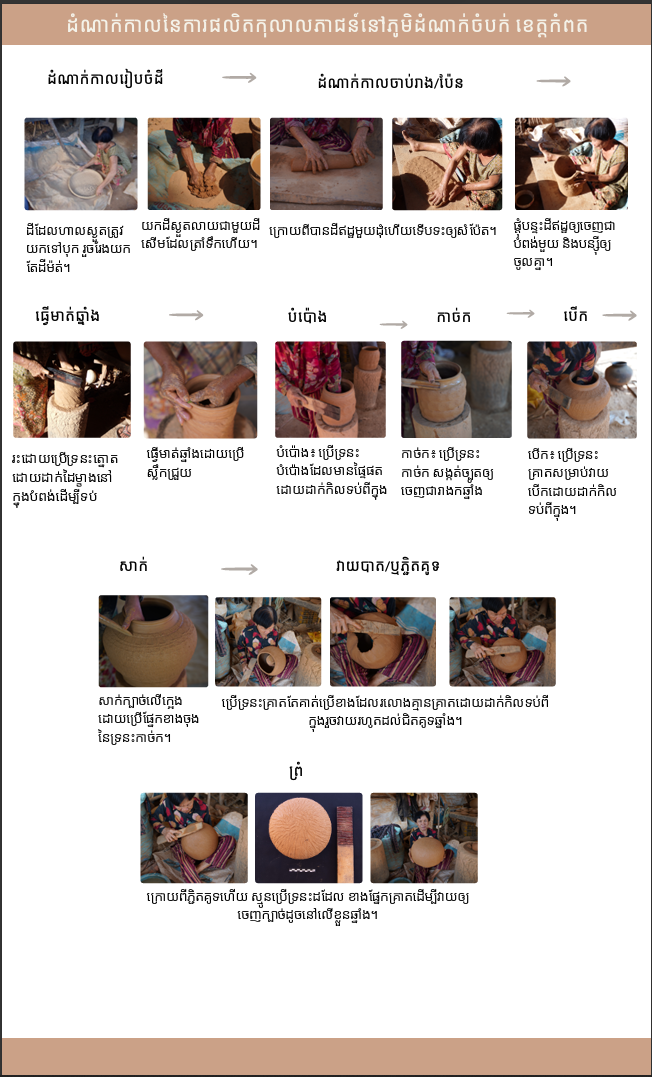 ដំណាក់កាលនៃការផលិតកុលាលភាជន៍នៅភូមិដំណាក់ចំបក់ ខេត្តកំពត
ដំណាក់កាលរៀបចំដី
ដំណាក់កាលចាប់រាង/ប៉ែន
ដីដែលហាលស្ងួតត្រូវ
យកទៅបុក រួចរែងយក
តែដីម៉ត់។
យកដីស្ងួតលាយជាមួយដី
សើមដែលត្រាំទឹកហើយ។
ក្រោយពីបានដីឥដ្ឋមួយដុំហើយទើបទះឲ្យសំប៉ែត។
ផ្គុំបន្ទះដីឥដ្ឋឲ្យចេញជា
បំពង់មួយ និងបន្ស៊ីឲ្យ
ចូលគ្នា។
ធ្វើមាត់ឆ្នាំង
បំប៉ោង
កាច់ក
បើក
រះដោយប្រើទ្រនះត្នោត
ដោយដាក់ដៃម្ខាងនៅ
ក្នុងបំពង់ដើម្បីទប់
ធ្វើមាត់ឆ្នាំងដោយប្រើ
ស្លឹកជ្រួយ
បំប៉ោង៖ ប្រើទ្រនះ
បំប៉ោងដែលមានផ្ទៃផត
ដោយដាក់កិលទប់ពីក្នុង
កាច់ក៖ ប្រើទ្រនះ
កាច់ក សង្កត់ច្បូតឲ្យ
ចេញជារាងកឆ្នាំង
បើក៖ ប្រើទ្រនះ
គ្រាតសម្រាប់វាយ
បើកដោយដាក់កិល
ទប់ពីក្នុង។
សាក់
វាយបាត/ឬភ្ជិតគូទ
សាក់ក្បាច់លើក្អេង
ដោយប្រើផ្នែកខាងចុង
នៃទ្រនះកាច់ក។
ប្រើទ្រនះគ្រាតតែគាត់ប្រើខាងដែលរលោងគ្មានគ្រាតដោយដាក់កិលទប់ពី
ក្នុងរួចវាយរហូតដល់ជិតគូទឆ្នាំង។
ព្រំ
ក្រោយពីភ្ជិតគូទហើយ ស្មូនប្រើទ្រនះដដែល ខាងផ្នែកគ្រាតដើម្បីវាយឲ្យ
ចេញក្បាច់ដូចនៅលើខ្លួនឆ្នាំង។